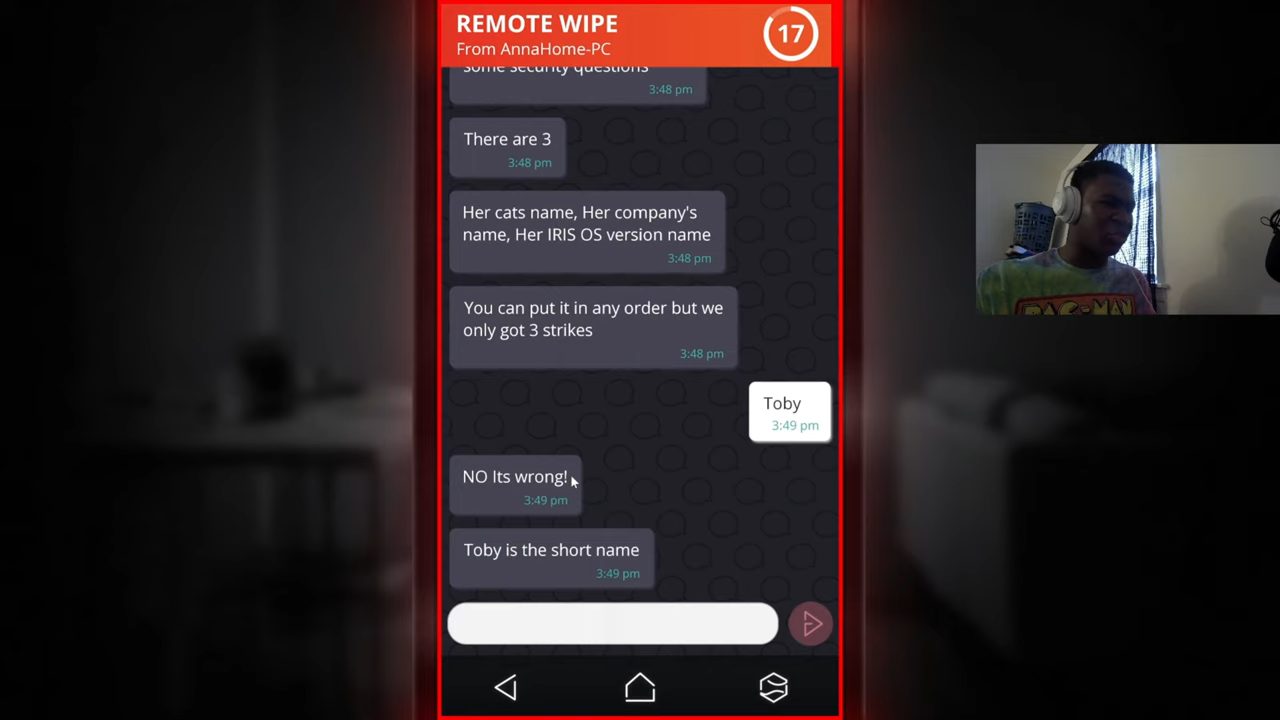 REMOTE WIPE
From AnnaHome-PC
17
some security questions
3:48 pm
There are 3
3:48 pm
Her cats name, Her company's
name, Her IRIS OS version name
3:48 pm
You can put it in any order but we
only got 3 strikes
3:48 pm
Toby
3:49 pm
NO Its wrong!
3:49 pm
Toby is the short name
3:49 pm
PAC-MAN